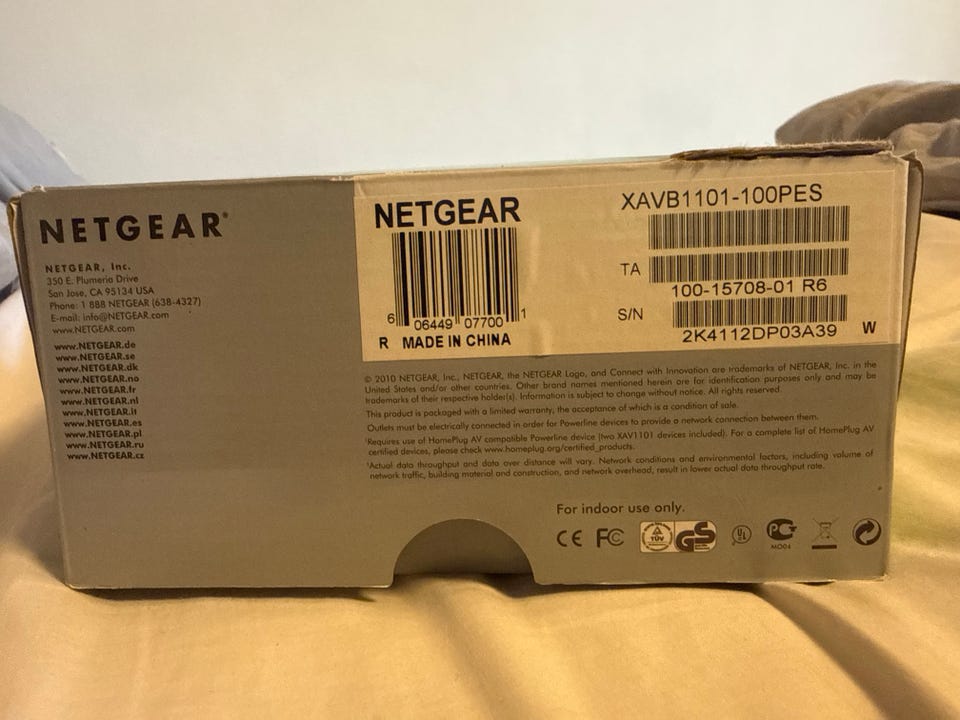 NETGEAR®
NETGEAR, Inc.
350 E. Plumeria Drive
San Jose, CA 95134 USA
Phone: 1 888 NETGEAR (638-4327)
E-mail: info@NETGEAR.com
www.NETGEAR.com
www.NETGEAR.de
www.NETGEAR.se
www.NETGEAR.dk
www.NETGEAR.no
www.NETGEAR.fr
www.NETGEAR.nl
www.NETGEAR.it
www.NETGEAR.es
www.NETGEAR.pl
www.NETGEAR.ru
www.NETGEAR.cz
NETGEAR
6 06449 07700 1
R MADE IN CHINA
XAVB1101-100PES
TA
100-15708-01 R6
S/N
2K4112DP03A39 W
© 2010 NETGEAR, Inc., NETGEAR, the NETGEAR Logo, and Connect with Innovation are trademarks of NETGEAR, Inc. in the
United States and/or other countries. Other brand names mentioned herein are for identification purposes only and may be
trademarks of their respective holder(s). Information is subject to change without notice. All rights reserved.
This product is packaged with a limited warranty, the acceptance of which is a condition of sale.
Outlets must be electrically connected in order for Powerline devices to provide a network connection between them.
Requires use of HomePlug AV compatible Powerline device (two XAV1101 devices included). For a complete list of HomePlug AV
certified devices, please check www.homeplug.org/certified_products.
Actual data throughput and data over distance will vary. Network conditions and environmental factors, including volume of
network traffic, building material and construction, and network overhead, result in lower actual data throughput rate.
For indoor use only.
CE FC TÜV GS UL PCT
MO04